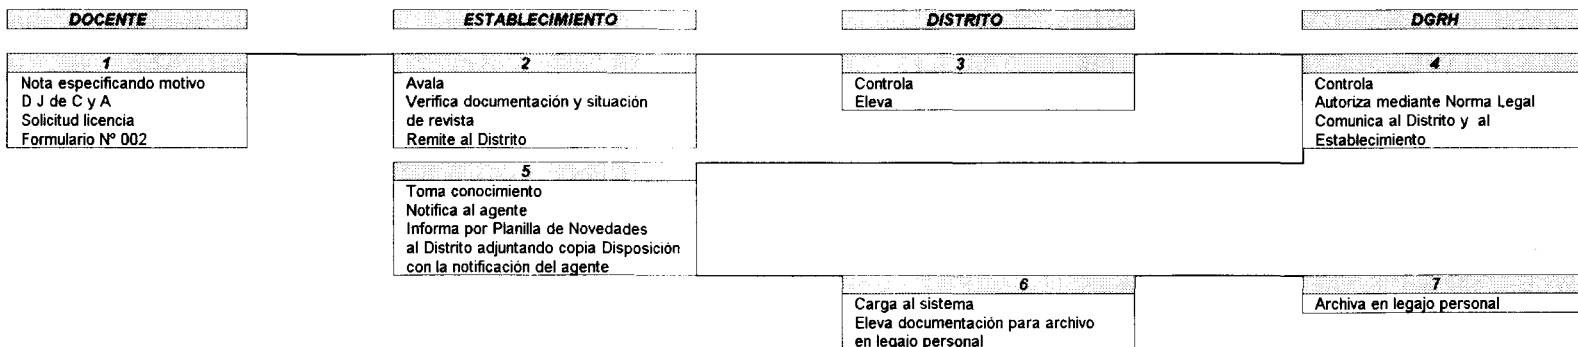 DOCENTE
ESTABLECIMIENTO
DISTRITO
DGRH
1
Nota especificando motivo
D J de C y A
Solicitud licencia
Formulario Nº 002
2
Avala
Verifica documentación y situación
de revista
Remite al Distrito
3
Controla
Eleva
4
Controla
Autoriza mediante Norma Legal
Comunica al Distrito y al
Establecimiento
5
Toma conocimiento
Notifica al agente
Informa por Planilla de Novedades
al Distrito adjuntando copia Disposición
con la notificación del agente
6
Carga al sistema
Eleva documentación para archivo
en legajo personal
7
Archiva en legajo personal